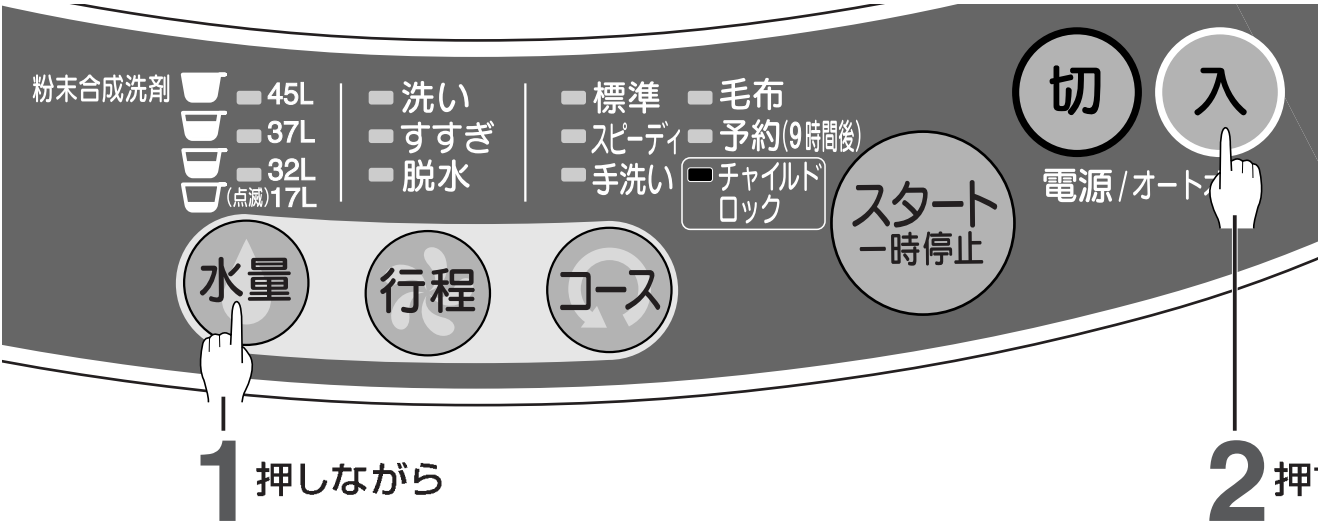 粉末合成洗剤
45L
37L
32L
(点滅)17L
洗い
すすぎ
脱水
標準
スピーディ
手洗い
毛布
予約(9時間後)
チャイルド
ロック
切
入
電源/オート
スタート
一時停止
水量
行程
コース
1 押しながら
2 押す